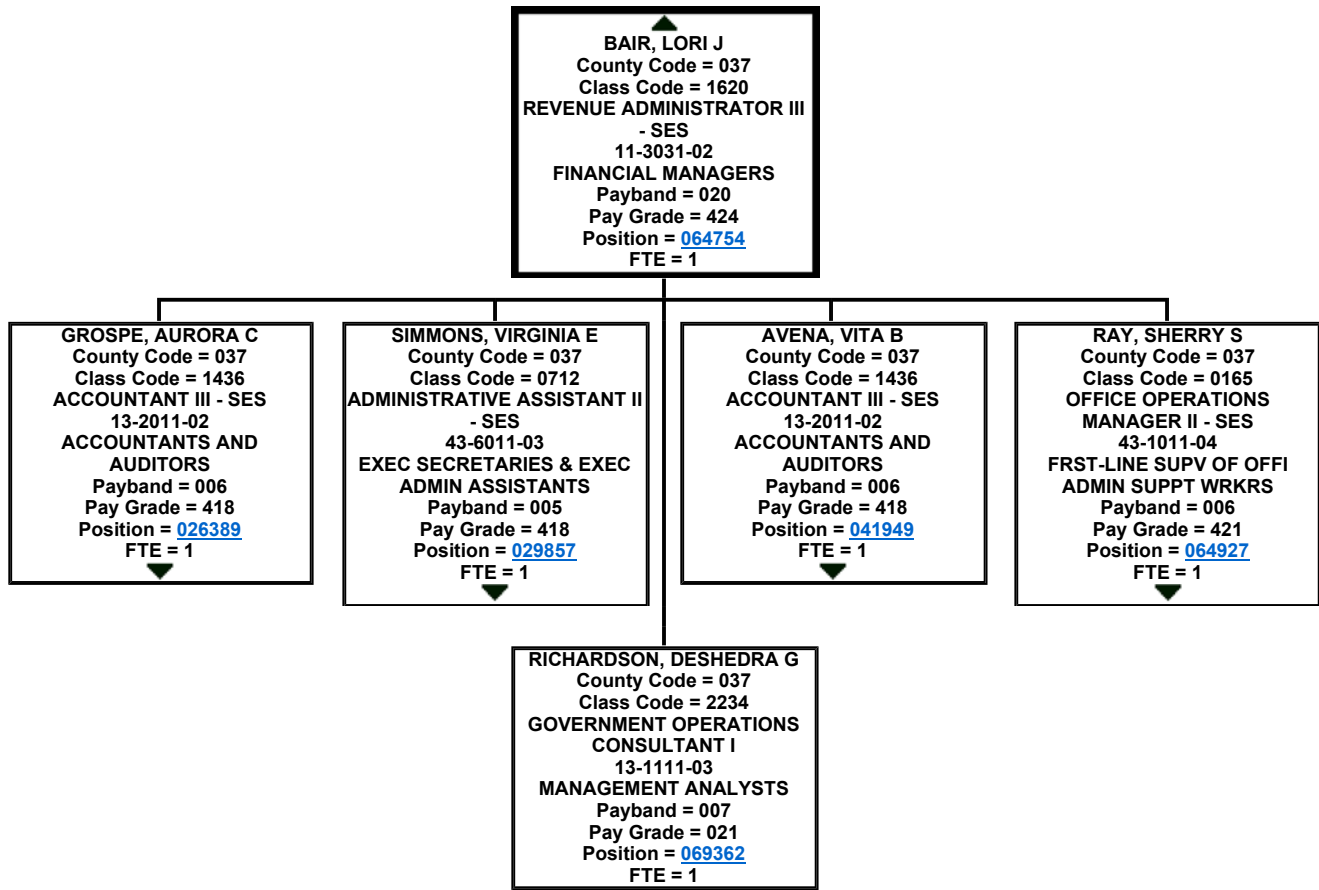 BAIR, LORI J
County Code = 037
Class Code = 1620
REVENUE ADMINISTRATOR III
- SES
11-3031-02
FINANCIAL MANAGERS
Payband = 020
Pay Grade = 424
Position = 064754
FTE = 1
GROSPE, AURORA C
County Code = 037
Class Code = 1436
ACCOUNTANT III - SES
13-2011-02
ACCOUNTANTS AND
AUDITORS
Payband = 006
Pay Grade = 418
Position = 026389
FTE = 1
SIMMONS, VIRGINIA E
County Code = 037
Class Code = 0712
ADMINISTRATIVE ASSISTANT II
- SES
43-6011-03
EXEC SECRETARIES & EXEC
ADMIN ASSISTANTS
Payband = 005
Pay Grade = 418
Position = 029857
FTE = 1
AVENA, VITA B
County Code = 037
Class Code = 1436
ACCOUNTANT III - SES
13-2011-02
ACCOUNTANTS AND
AUDITORS
Payband = 006
Pay Grade = 418
Position = 041949
FTE = 1
RAY, SHERRY S
County Code = 037
Class Code = 0165
OFFICE OPERATIONS
MANAGER II - SES
43-1011-04
FRST-LINE SUPV OF OFFI
ADMIN SUPPT WRKRS
Payband = 006
Pay Grade = 421
Position = 064927
FTE = 1
RICHARDSON, DESHEDRA G
County Code = 037
Class Code = 2234
GOVERNMENT OPERATIONS
CONSULTANT I
13-1111-03
MANAGEMENT ANALYSTS
Payband = 007
Pay Grade = 021
Position = 069362
FTE = 1